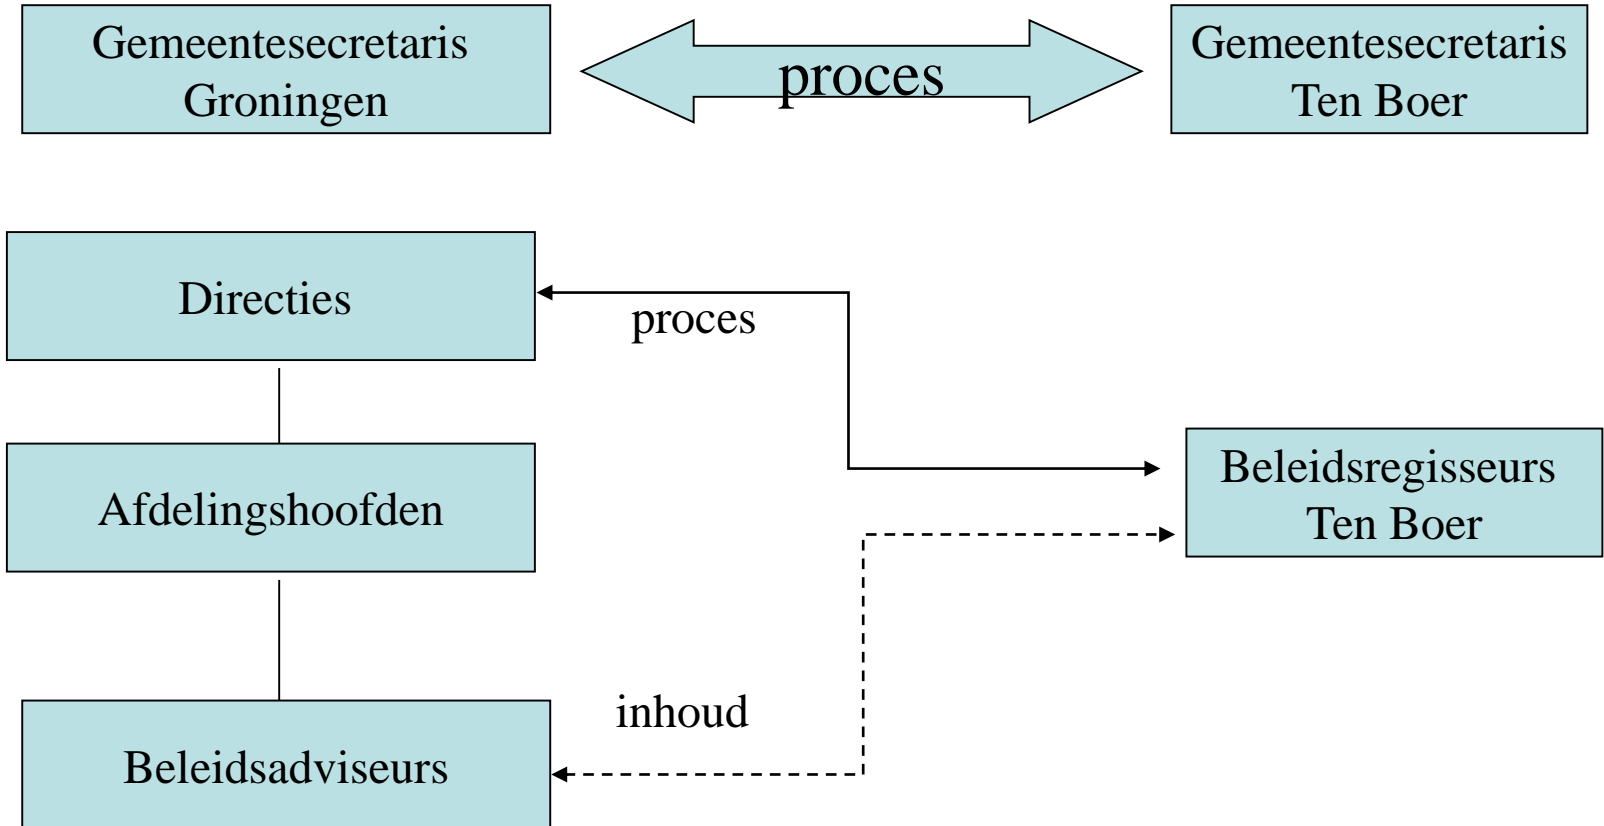 Gemeentesecretaris
Groningen
proces
Gemeentesecretaris
Ten Boer
Directies
proces
Afdelingshoofden
Beleidsregisseurs
Ten Boer
inhoud
Beleidsadviseurs